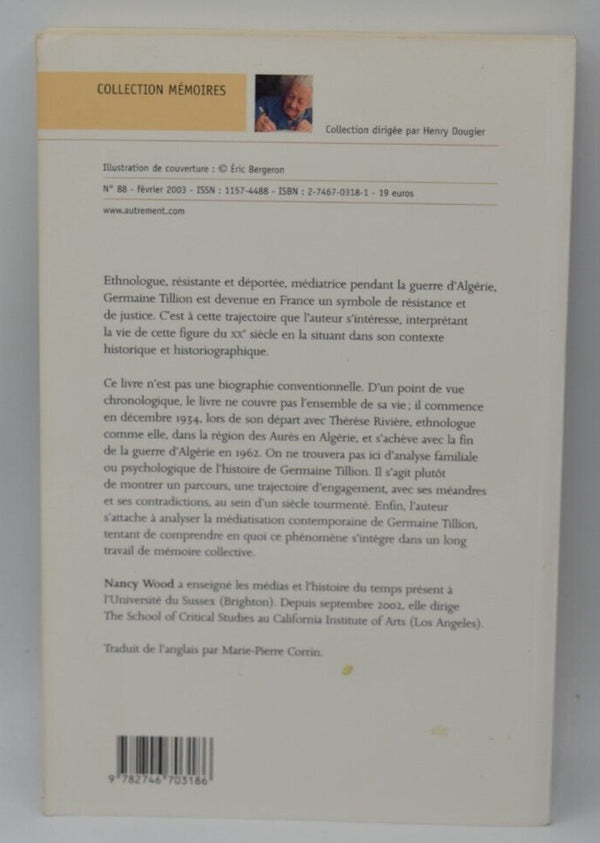 COLLECTION MÉMOIRES
Collection dirigée par Henry Dougier
Illustration de couverture : © Éric Bergeron
N° 88 - février 2003 - ISSN : 1157-4488 - ISBN : 2-7467-0318-1 - 19 euros
www.autrement.com
Ethnologue, résistante et déportée, médiatrice pendant la guerre d'Algérie,
Germaine Tillion est devenue en France un symbole de résistance et
de justice. C'est à cette trajectoire que l'auteur s'intéresse, interprétant
la vie de cette figure du XXe siècle en la situant dans son contexte
historique et historiographique.
Ce livre n'est pas une biographie conventionnelle. D'un point de vue
chronologique, le livre ne couvre pas l'ensemble de sa vie ; il commence
en décembre 1934, lors de son départ avec Thérèse Rivière, ethnologue
comme elle, dans la région des Aurès en Algérie, et s'achève avec la fin
de la guerre d'Algérie en 1962. On ne trouvera pas ici d'analyse familiale
ou psychologique de l'histoire de Germaine Tillion. Il s'agit plutôt
de montrer un parcours, une trajectoire d'engagement, avec ses méandres
et ses contradictions, au sein d'un siècle tourmenté. Enfin, l'auteur
s'attache à analyser la médiatisation contemporaine de Germaine Tillion,
tentant de comprendre en quoi ce phénomène s'intègre dans un long
travail de mémoire collective.
Nancy Wood a enseigné les médias et l'histoire du temps présent à
l'Université du Sussex (Brighton). Depuis septembre 2002, elle dirige
The School of Critical Studies au California Institute of Arts (Los Angeles).
Traduit de l'anglais par Marie-Pierre Corrin.
9 782746 703186